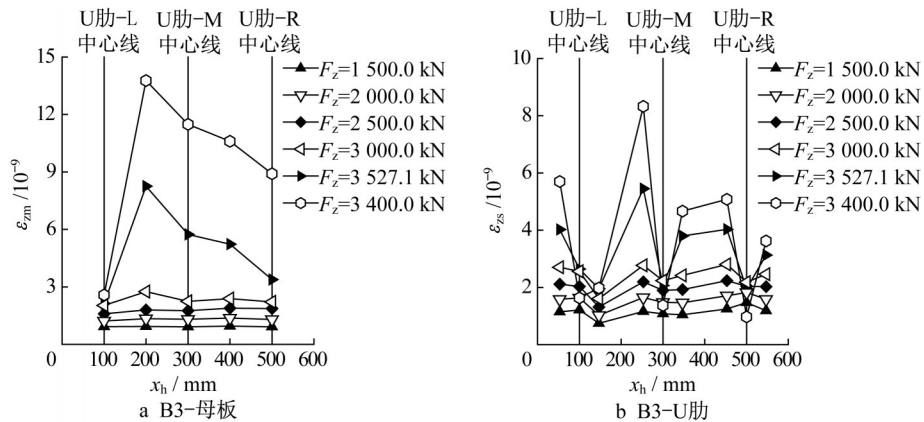 U肋-L U肋-M U肋-R
中心线 中心线 中心线
15
12
9
6
3
0
100 200 300 400 500 600
εzm /10⁻⁹
xh / mm
Fz=1 500.0 kN
Fz=2 000.0 kN
Fz=2 500.0 kN
Fz=3 000.0 kN
Fz=3 527.1 kN
Fz=3 400.0 kN
a B3-母板
U肋-L U肋-M U肋-R
中心线 中心线 中心线
10
8
6
4
2
0
100 200 300 400 500 600
εzs /10⁻⁹
xh / mm
Fz=1 500.0 kN
Fz=2 000.0 kN
Fz=2 500.0 kN
Fz=3 000.0 kN
Fz=3 527.1 kN
Fz=3 400.0 kN
b B3-U肋